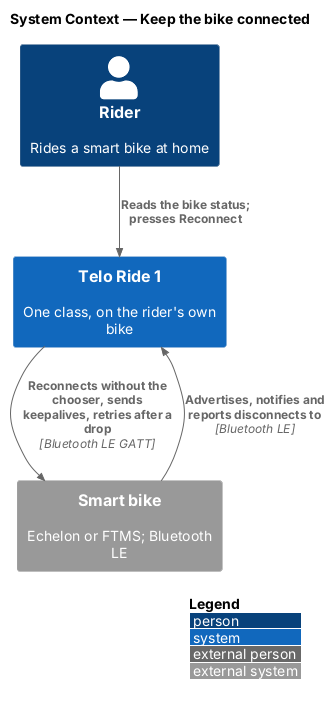 System Context — Keep the bike connected
Rider
Rides a smart bike at home
Reads the bike status;
presses Reconnect
Telo Ride 1
One class, on the rider's own
bike
Reconnects without the
chooser, sends
keepalives, retries after a
drop
[Bluetooth LE GATT]
Advertises, notifies and
reports disconnects to
[Bluetooth LE]
Smart bike
Echelon or FTMS; Bluetooth
LE
Legend
person
system
external person
external system